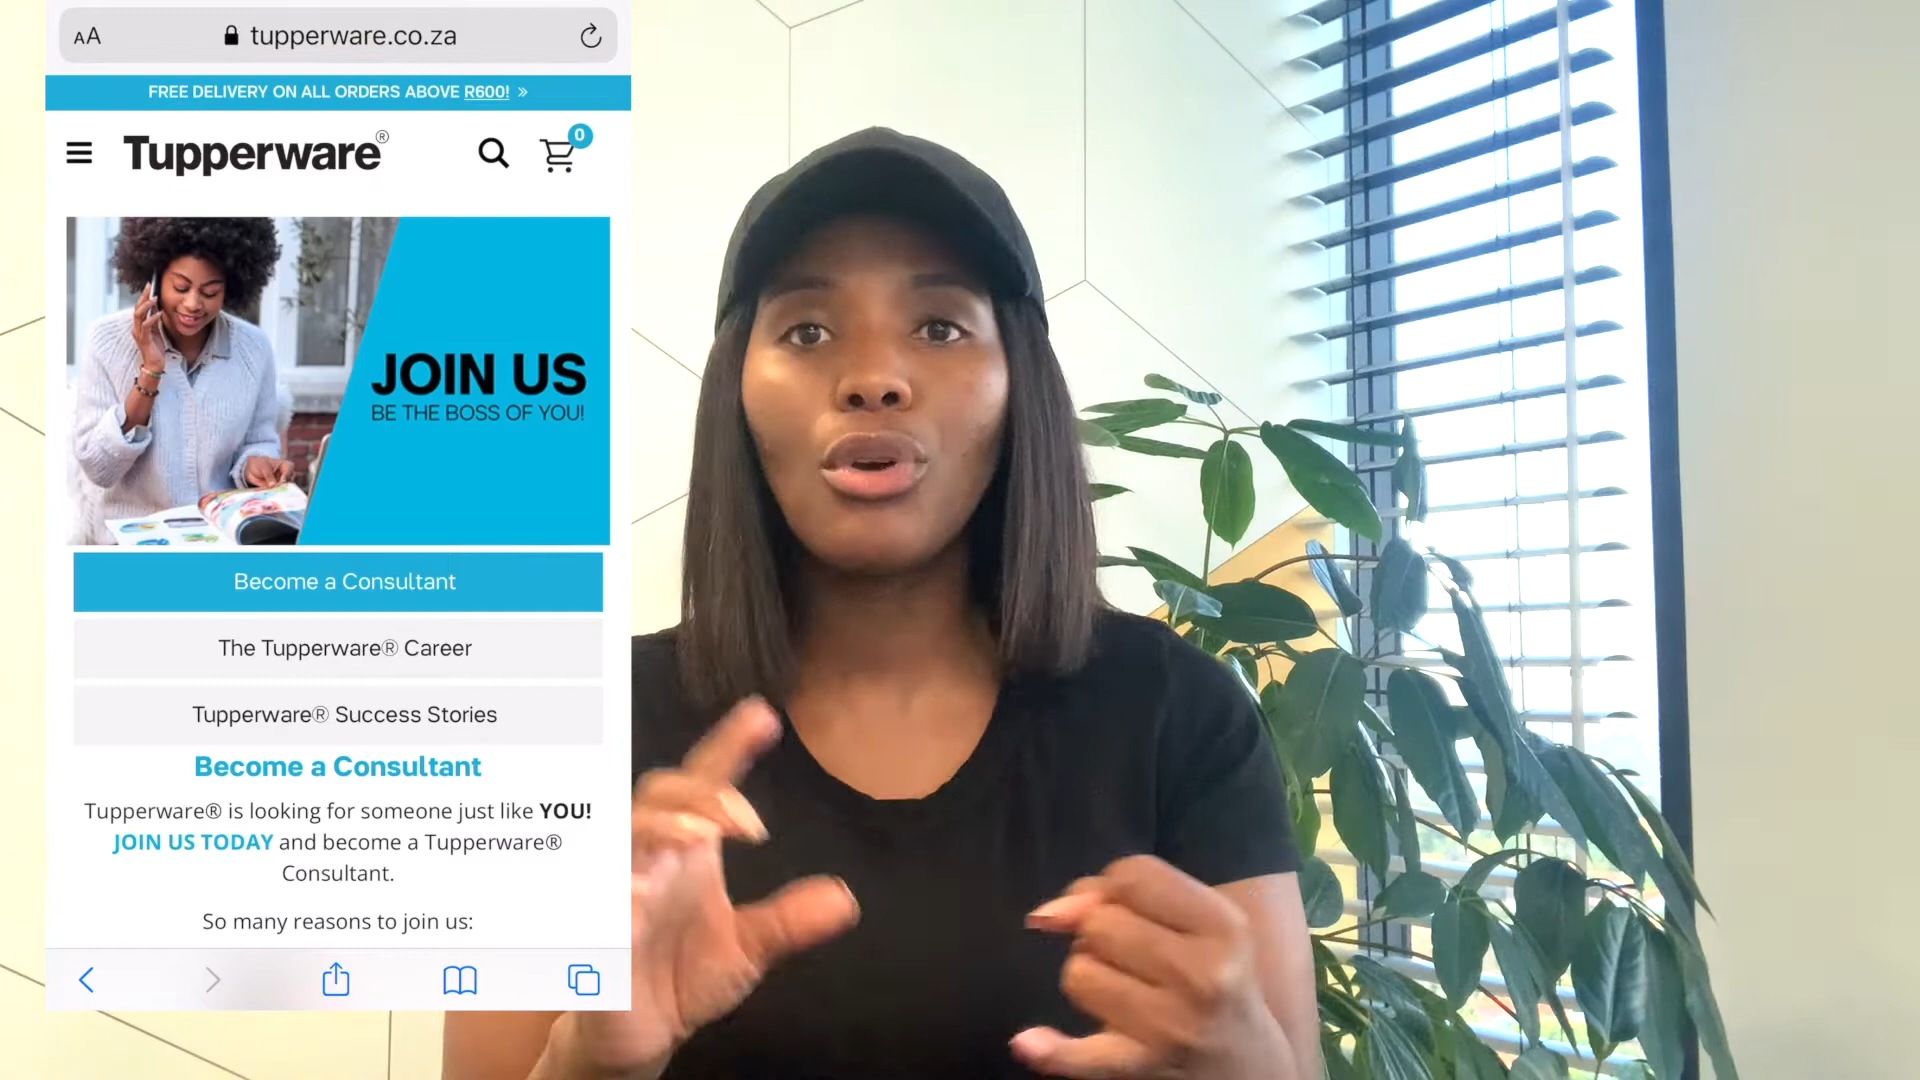 AA tupperware.co.za
FREE DELIVERY ON ALL ORDERS ABOVE R600! »
Tupperware®
0
JOIN US
BE THE BOSS OF YOU!
Become a Consultant
The Tupperware® Career
Tupperware® Success Stories
Become a Consultant
Tupperware® is looking for someone just like YOU!
JOIN US TODAY and become a Tupperware®
Consultant.
So many reasons to join us: